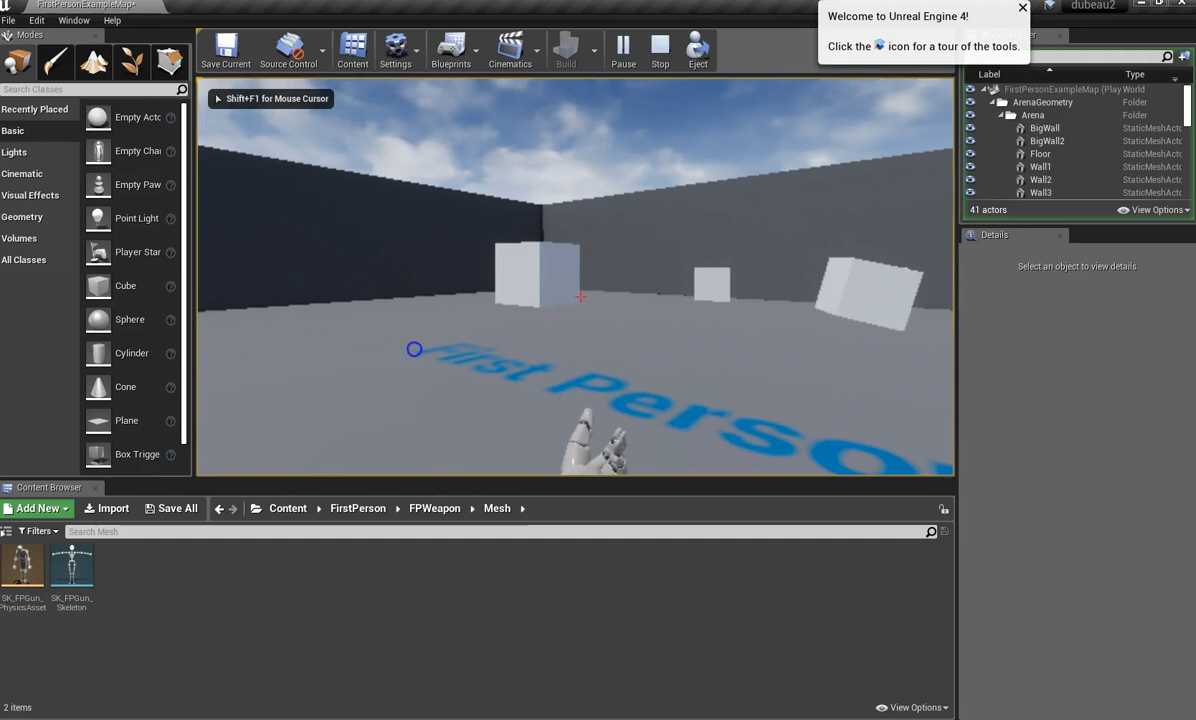 FirstPersonExampleMap*
dubeau2
File Edit Window Help
Welcome to Unreal Engine 4!
Click the icon for a tour of the tools.
Modes
Search Classes
Recently Placed
Basic
Lights
Cinematic
Visual Effects
Geometry
Volumes
All Classes
Empty Acto
Empty Cha
Empty Paw
Point Light
Player Star
Cube
Sphere
Cylinder
Cone
Plane
Box Trigge
Save Current Source Control Content Settings Blueprints Cinematics Build Pause Stop Eject
Shift+F1 for Mouse Cursor
First Perso
Label Type
FirstPersonExampleMap (Play World
ArenaGeometry Folder
Arena Folder
BigWall StaticMeshActo
BigWall2 StaticMeshActo
Floor StaticMeshActo
Wall1 StaticMeshActo
Wall2 StaticMeshActo
Wall3 StaticMeshActo
41 actors View Options
Details
Select an object to view details.
Content Browser
Add New Import Save All Content FirstPerson FPWeapon Mesh
Filters Search Mesh
SK_FPGun_
PhysicsAsset
SK_FPGun_
Skeleton
2 items View Options